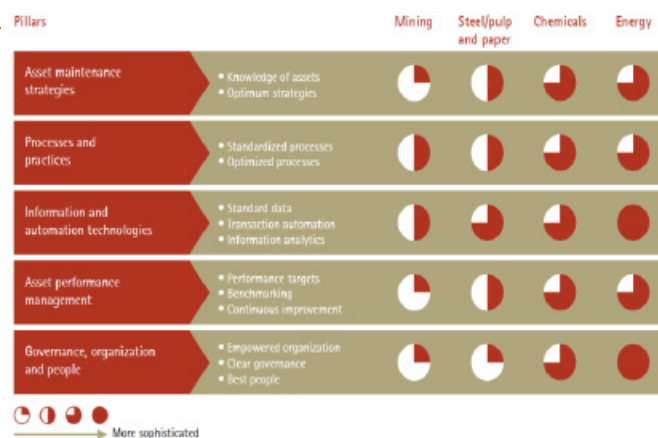 Pillars
Mining
Steel/pulp
and paper
Chemicals
Energy
Asset maintenance
strategies
• Knowledge of assets
• Optimum strategies
Processes and
practices
• Standardized processes
• Optimized processes
Information and
automation technologies
• Standard data
• Transaction automation
• Information analytics
Asset performance
management
• Performance targets
• Benchmarking
• Continuous improvement
Governance, organization
and people
• Empowered organization
• Clear governance
• Best people
More sophisticated